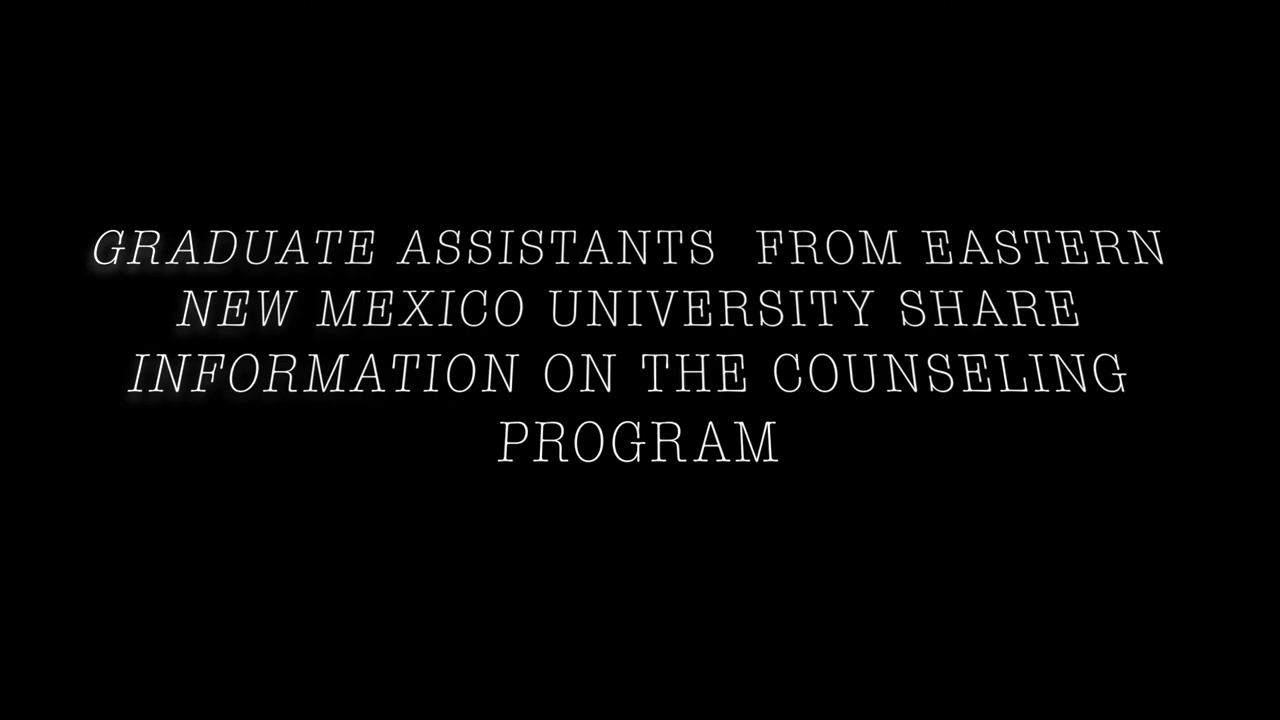 GRADUATE ASSISTANTS  FROM EASTERN
NEW MEXICO UNIVERSITY SHARE
INFORMATION ON THE COUNSELING
PROGRAM